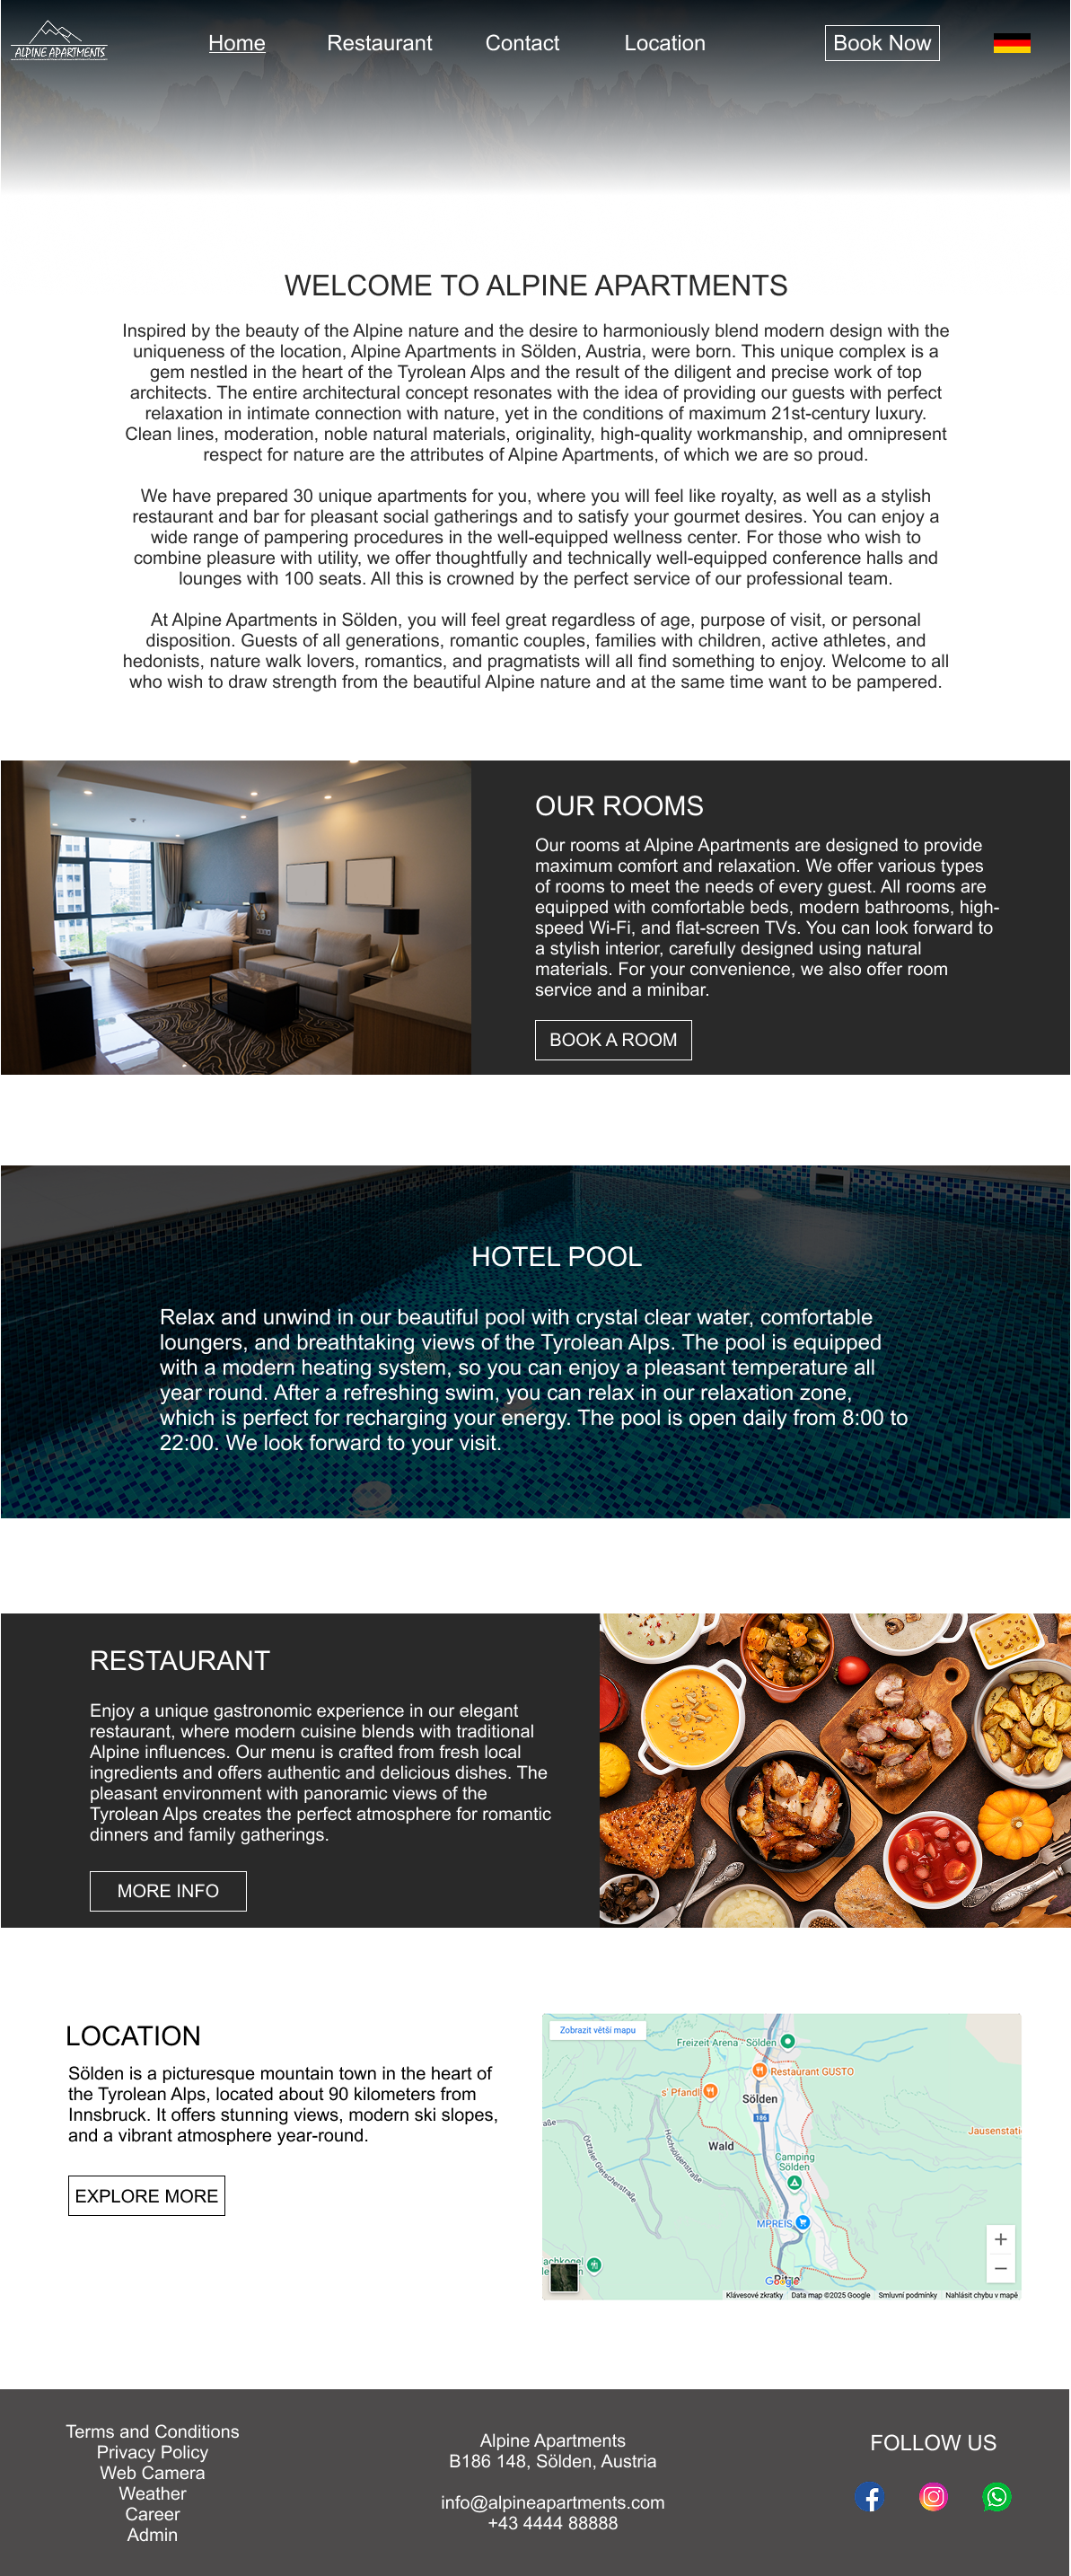 ALPINE APARTMENTS
Home
Restaurant
Contact
Location
Book Now
WELCOME TO ALPINE APARTMENTS
Inspired by the beauty of the Alpine nature and the desire to harmoniously blend modern design with the
uniqueness of the location, Alpine Apartments in Sölden, Austria, were born. This unique complex is a
gem nestled in the heart of the Tyrolean Alps and the result of the diligent and precise work of top
architects. The entire architectural concept resonates with the idea of providing our guests with perfect
relaxation in intimate connection with nature, yet in the conditions of maximum 21st-century luxury.
Clean lines, moderation, noble natural materials, originality, high-quality workmanship, and omnipresent
respect for nature are the attributes of Alpine Apartments, of which we are so proud.
We have prepared 30 unique apartments for you, where you will feel like royalty, as well as a stylish
restaurant and bar for pleasant social gatherings and to satisfy your gourmet desires. You can enjoy a
wide range of pampering procedures in the well-equipped wellness center. For those who wish to
combine pleasure with utility, we offer thoughtfully and technically well-equipped conference halls and
lounges with 100 seats. All this is crowned by the perfect service of our professional team.
At Alpine Apartments in Sölden, you will feel great regardless of age, purpose of visit, or personal
disposition. Guests of all generations, romantic couples, families with children, active athletes, and
hedonists, nature walk lovers, romantics, and pragmatists will all find something to enjoy. Welcome to all
who wish to draw strength from the beautiful Alpine nature and at the same time want to be pampered.
OUR ROOMS
Our rooms at Alpine Apartments are designed to provide
maximum comfort and relaxation. We offer various types
of rooms to meet the needs of every guest. All rooms are
equipped with comfortable beds, modern bathrooms, high-
speed Wi-Fi, and flat-screen TVs. You can look forward to
a stylish interior, carefully designed using natural
materials. For your convenience, we also offer room
service and a minibar.
BOOK A ROOM
HOTEL POOL
Relax and unwind in our beautiful pool with crystal clear water, comfortable
loungers, and breathtaking views of the Tyrolean Alps. The pool is equipped
with a modern heating system, so you can enjoy a pleasant temperature all
year round. After a refreshing swim, you can relax in our relaxation zone,
which is perfect for recharging your energy. The pool is open daily from 8:00 to
22:00. We look forward to your visit.
RESTAURANT
Enjoy a unique gastronomic experience in our elegant
restaurant, where modern cuisine blends with traditional
Alpine influences. Our menu is crafted from fresh local
ingredients and offers authentic and delicious dishes. The
pleasant environment with panoramic views of the
Tyrolean Alps creates the perfect atmosphere for romantic
dinners and family gatherings.
MORE INFO
LOCATION
Sölden is a picturesque mountain town in the heart of
the Tyrolean Alps, located about 90 kilometers from
Innsbruck. It offers stunning views, modern ski slopes,
and a vibrant atmosphere year-round.
EXPLORE MORE
Zobrazit větší mapu
Freizeit Arena - Sölden
Restaurant GUSTO
s' Pfandl
Sölden
186
Wald
Jausenstati
Ötztaler Gletscherstraße
Hochsöldenstraße
Camping
Sölden
MPREIS
Google
Klávesové zkratky
Data map ©2025 Google
Smluvní podmínky
Nahlásit chybu v mapě
Terms and Conditions
Privacy Policy
Web Camera
Weather
Career
Admin
Alpine Apartments
B186 148, Sölden, Austria
info@alpineapartments.com
+43 4444 88888
FOLLOW US